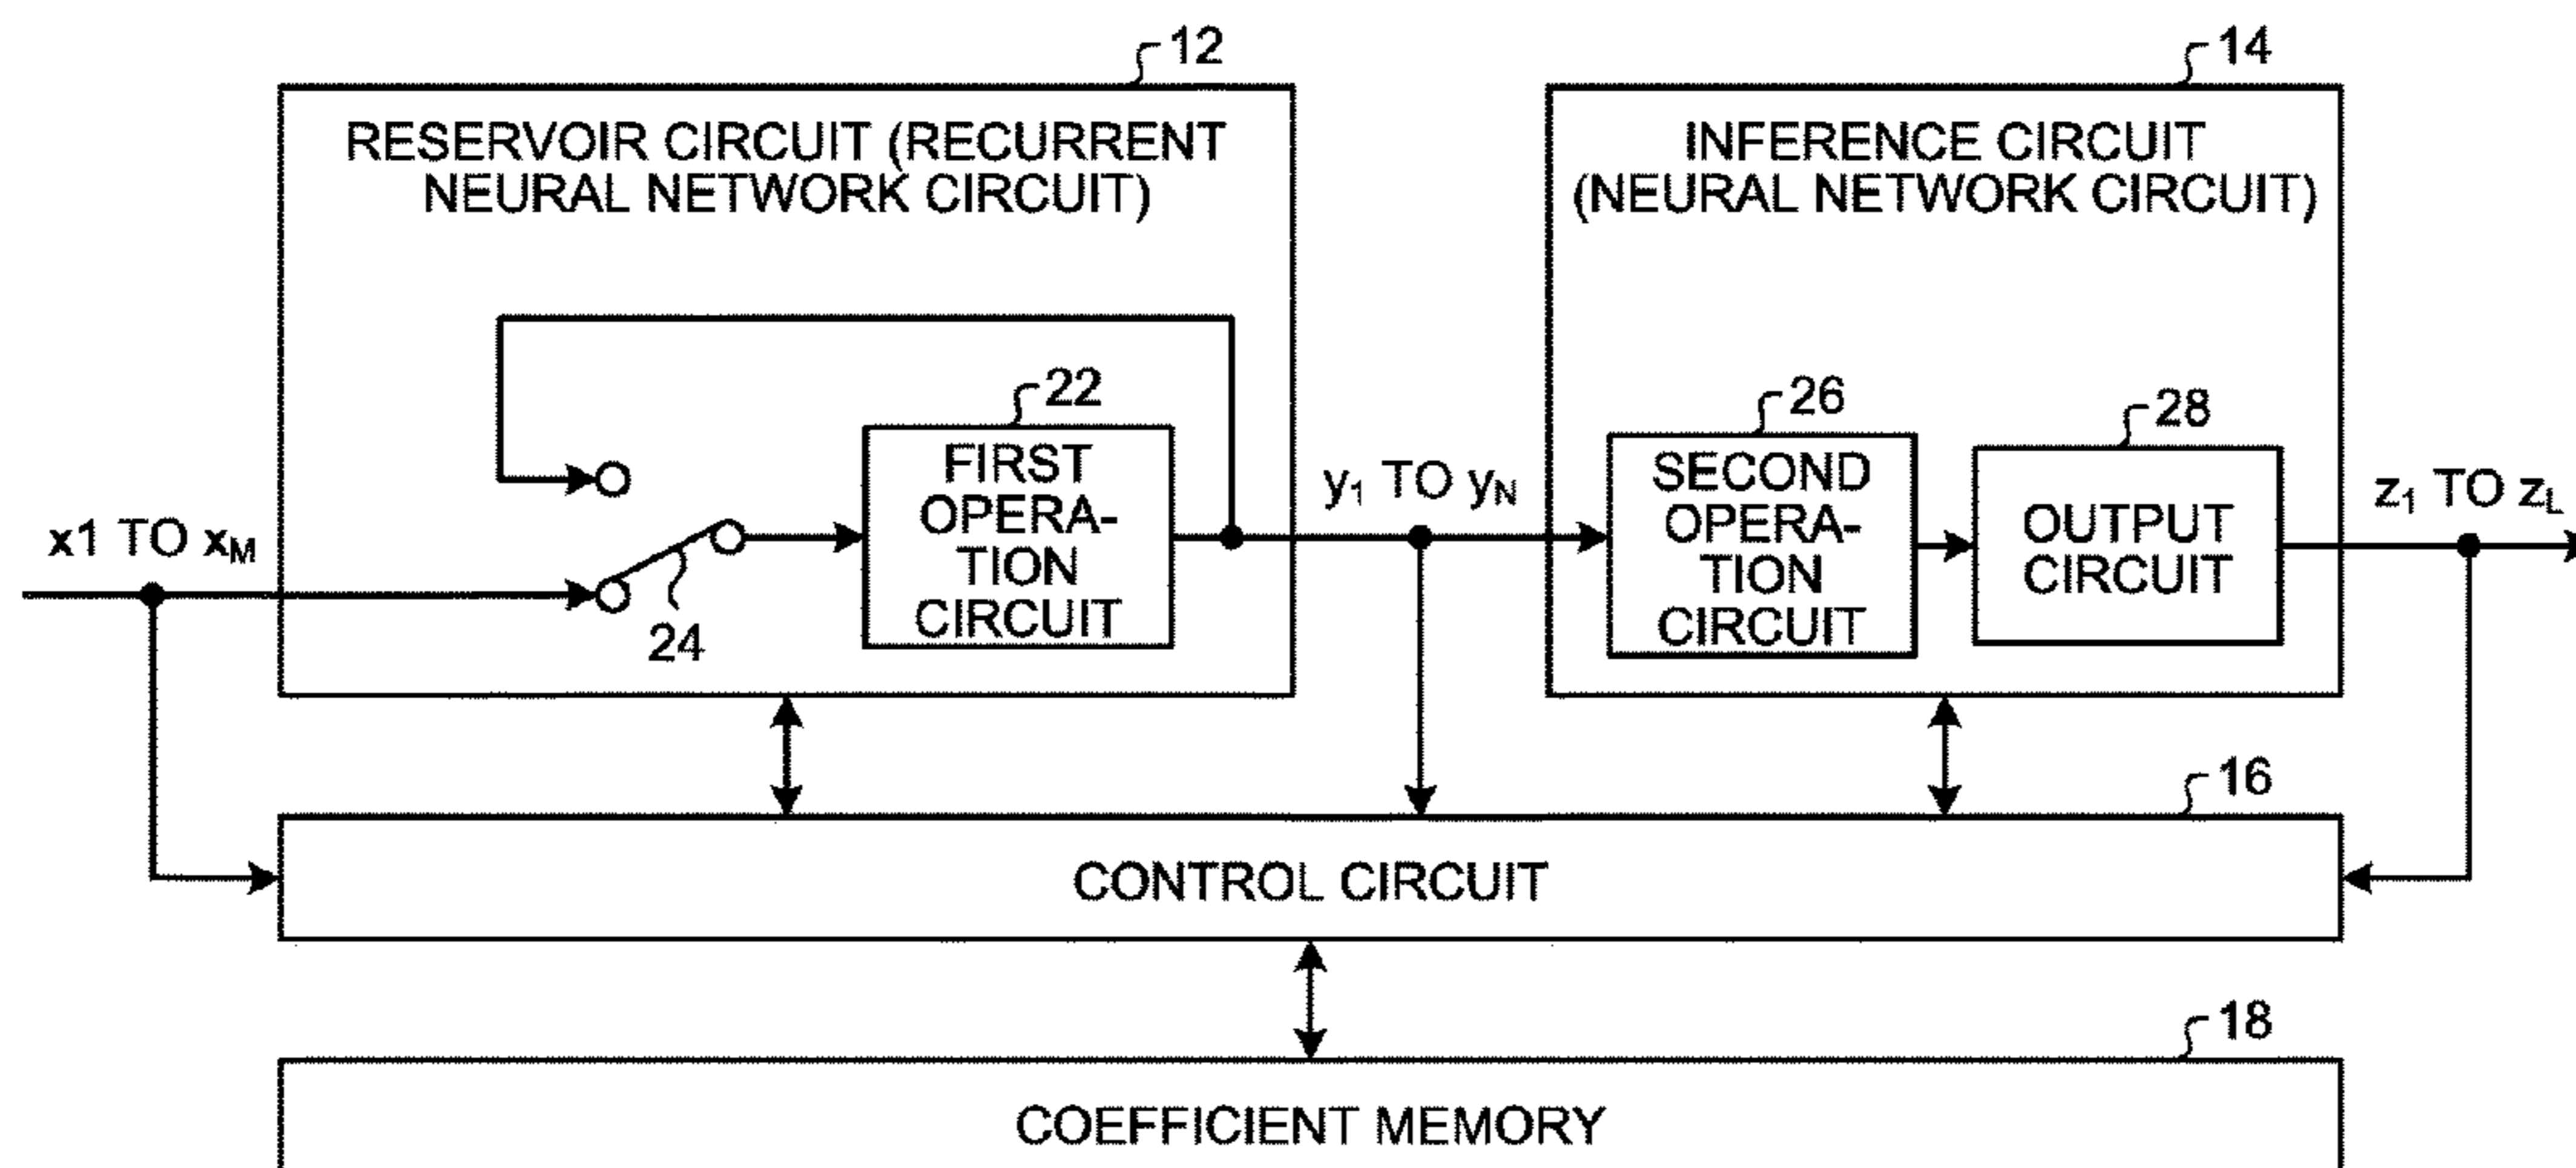 12
14
RESERVOIR CIRCUIT (RECURRENT
NEURAL NETWORK CIRCUIT)
INFERENCE CIRCUIT
(NEURAL NETWORK CIRCUIT)
22
FIRST
OPERA-
TION
CIRCUIT
24
x1 TO xM
y1 TO yN
26
SECOND
OPERA-
TION
CIRCUIT
28
OUTPUT
CIRCUIT
z1 TO zL
16
CONTROL CIRCUIT
18
COEFFICIENT MEMORY